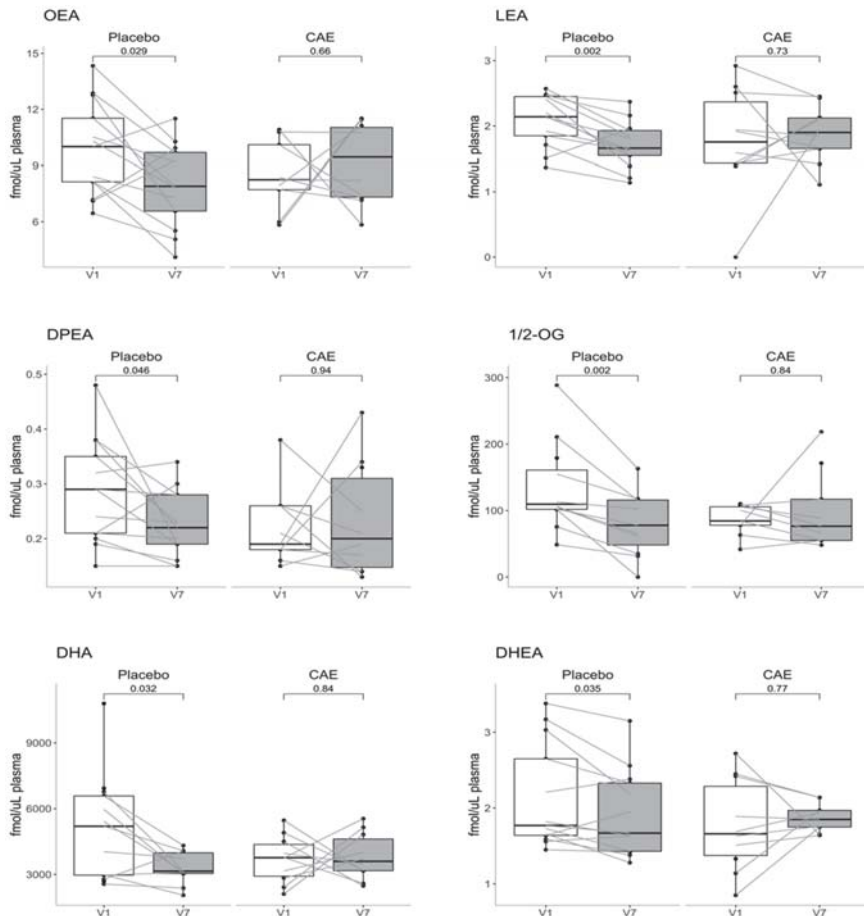 OEA
Placebo
0.029
CAE
0.66
fmol/uL plasma
15
12
9
6
V1
V7
V1
V7
LEA
Placebo
0.002
CAE
0.73
fmol/uL plasma
3
2
1
0
V1
V7
V1
V7
DPEA
Placebo
0.046
CAE
0.94
fmol/uL plasma
0.5
0.4
0.3
0.2
V1
V7
V1
V7
1/2-OG
Placebo
0.002
CAE
0.84
fmol/uL plasma
300
200
100
0
V1
V7
V1
V7
DHA
Placebo
0.032
CAE
0.84
fmol/uL plasma
9000
6000
3000
V1
V7
V1
V7
DHEA
Placebo
0.035
CAE
0.77
fmol/uL plasma
3
2
1
V1
V7
V1
V7